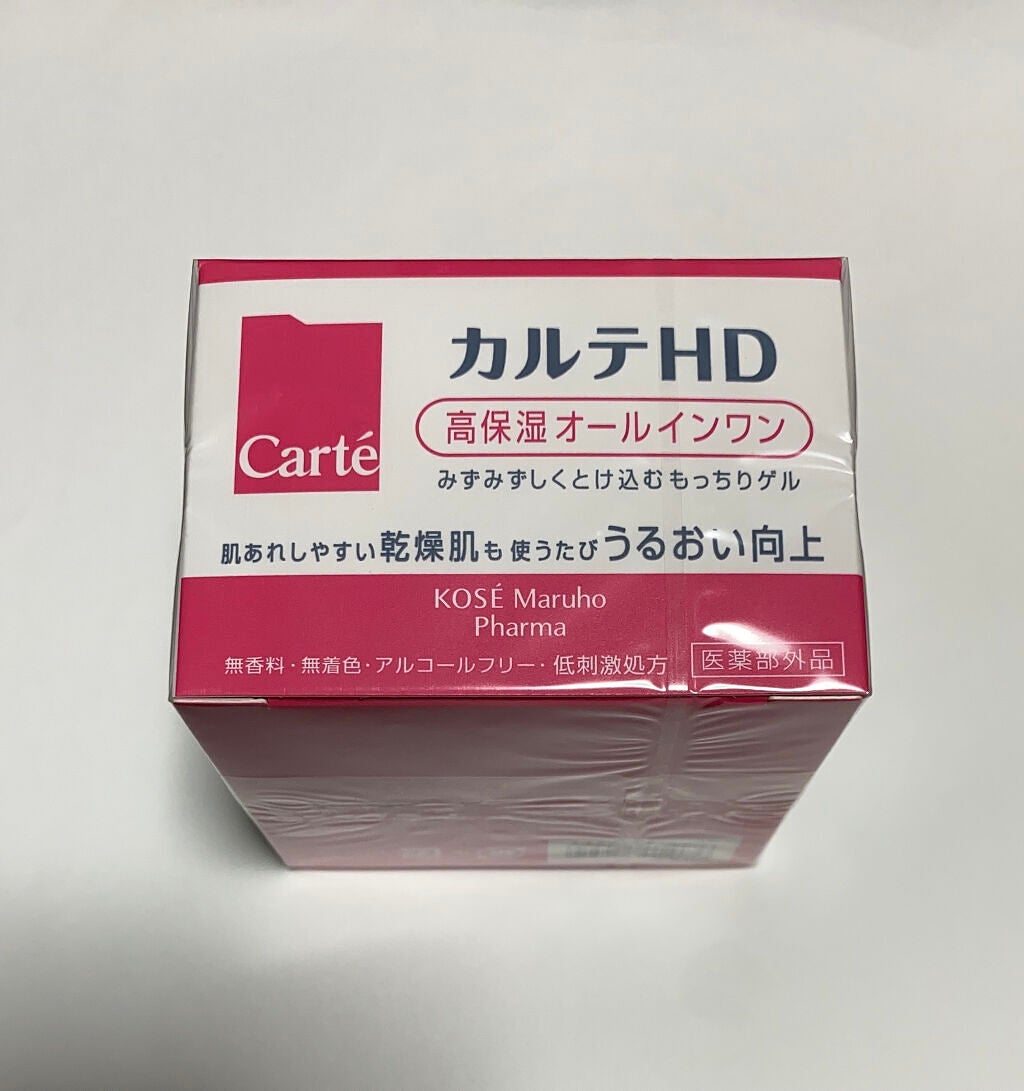 カルテHD
Carté
高保湿オールインワン
みずみずしくとけ込むもっちりゲル
肌あれしやすい乾燥肌も使うたびうるおい向上
KOSÉ Maruho
Pharma
無香料・無着色・アルコールフリー・低刺激処方
医薬部外品